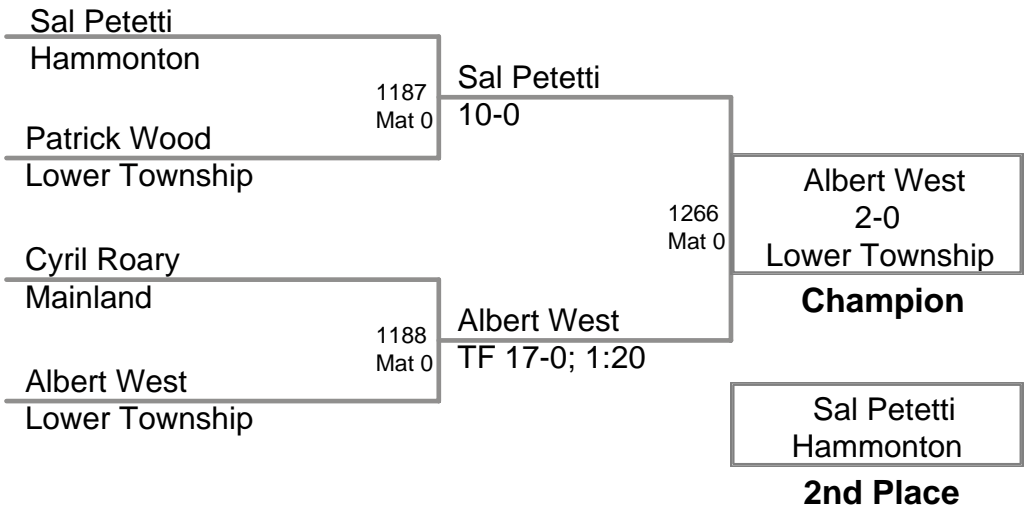 Sal Petetti
Hammonton
1187
Mat 0
Patrick Wood
Lower Township
Sal Petetti
10-0
Cyril Roary
Mainland
1188
Mat 0
Albert West
Lower Township
Albert West
TF 17-0; 1:20
1266
Mat 0
Albert West
2-0
Lower Township
Champion
Sal Petetti
Hammonton
2nd Place